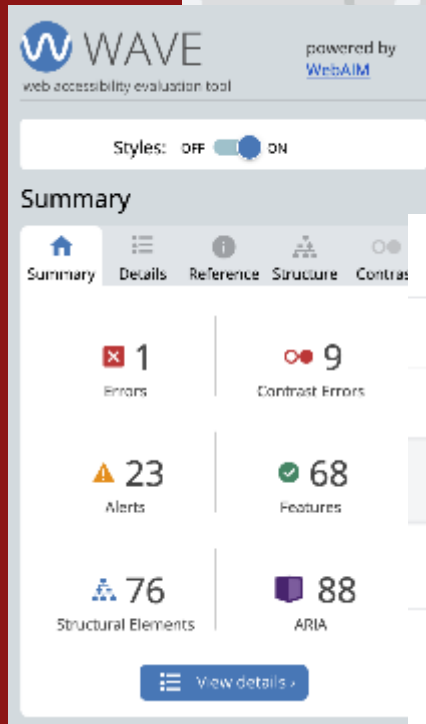 WAVE
web accessibility evaluation tool
powered by
WebAIM
Styles: OFF ON
Summary
Summary Details Reference Structure Contras
1 9
Errors Contrast Errors
23 68
Alerts Features
76 88
Structural Elements ARIA
View details ›